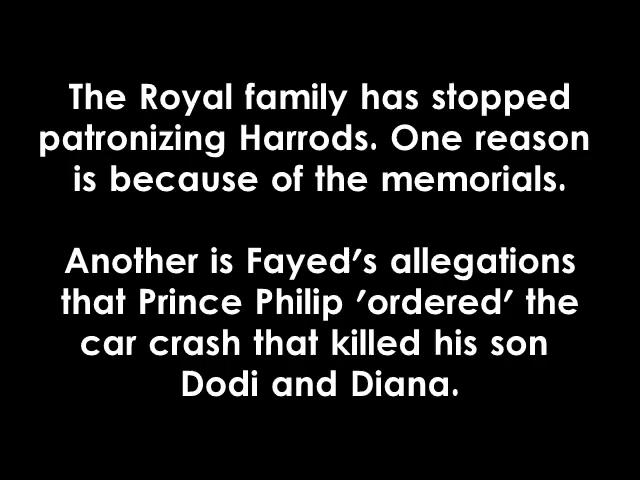 The Royal family has stopped
patronizing Harrods. One reason
is because of the memorials.
Another is Fayed's allegations
that Prince Philip 'ordered' the
car crash that killed his son
Dodi and Diana.